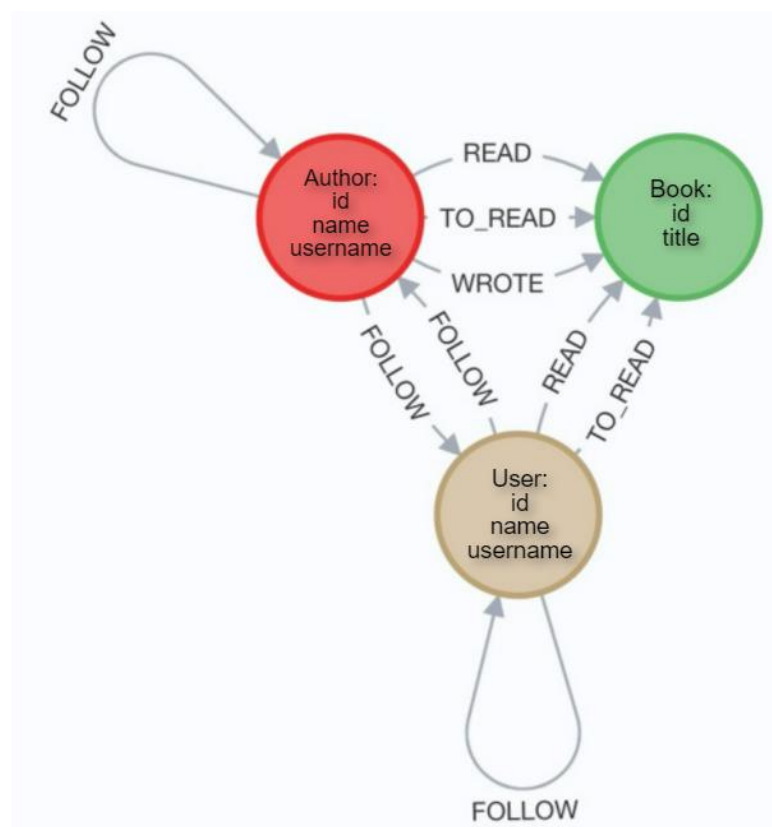 FOLLOW
Author:
id
name
username
READ
TO_READ
WROTE
Book:
id
title
FOLLOW
FOLLOW
READ
TO_READ
User:
id
name
username
FOLLOW